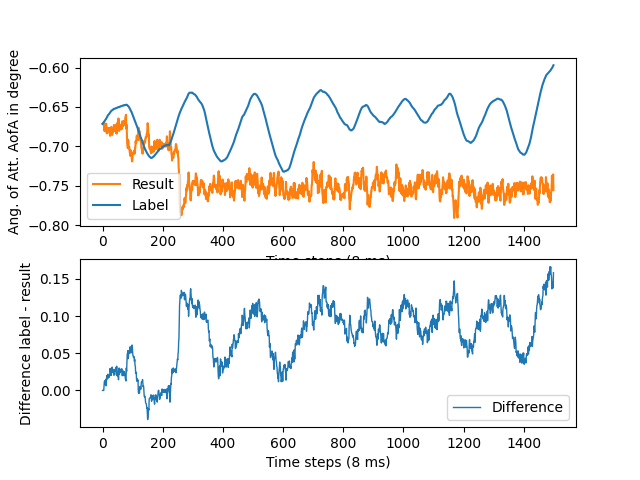 Ang. of Att. AofA in degree
−0.60
−0.65
−0.70
−0.75
−0.80
Result
Label
0 200 400 600 800 1000 1200 1400
Time steps (8 ms)
Difference label - result
0.15
0.10
0.05
0.00
Difference
0 200 400 600 800 1000 1200 1400
Time steps (8 ms)